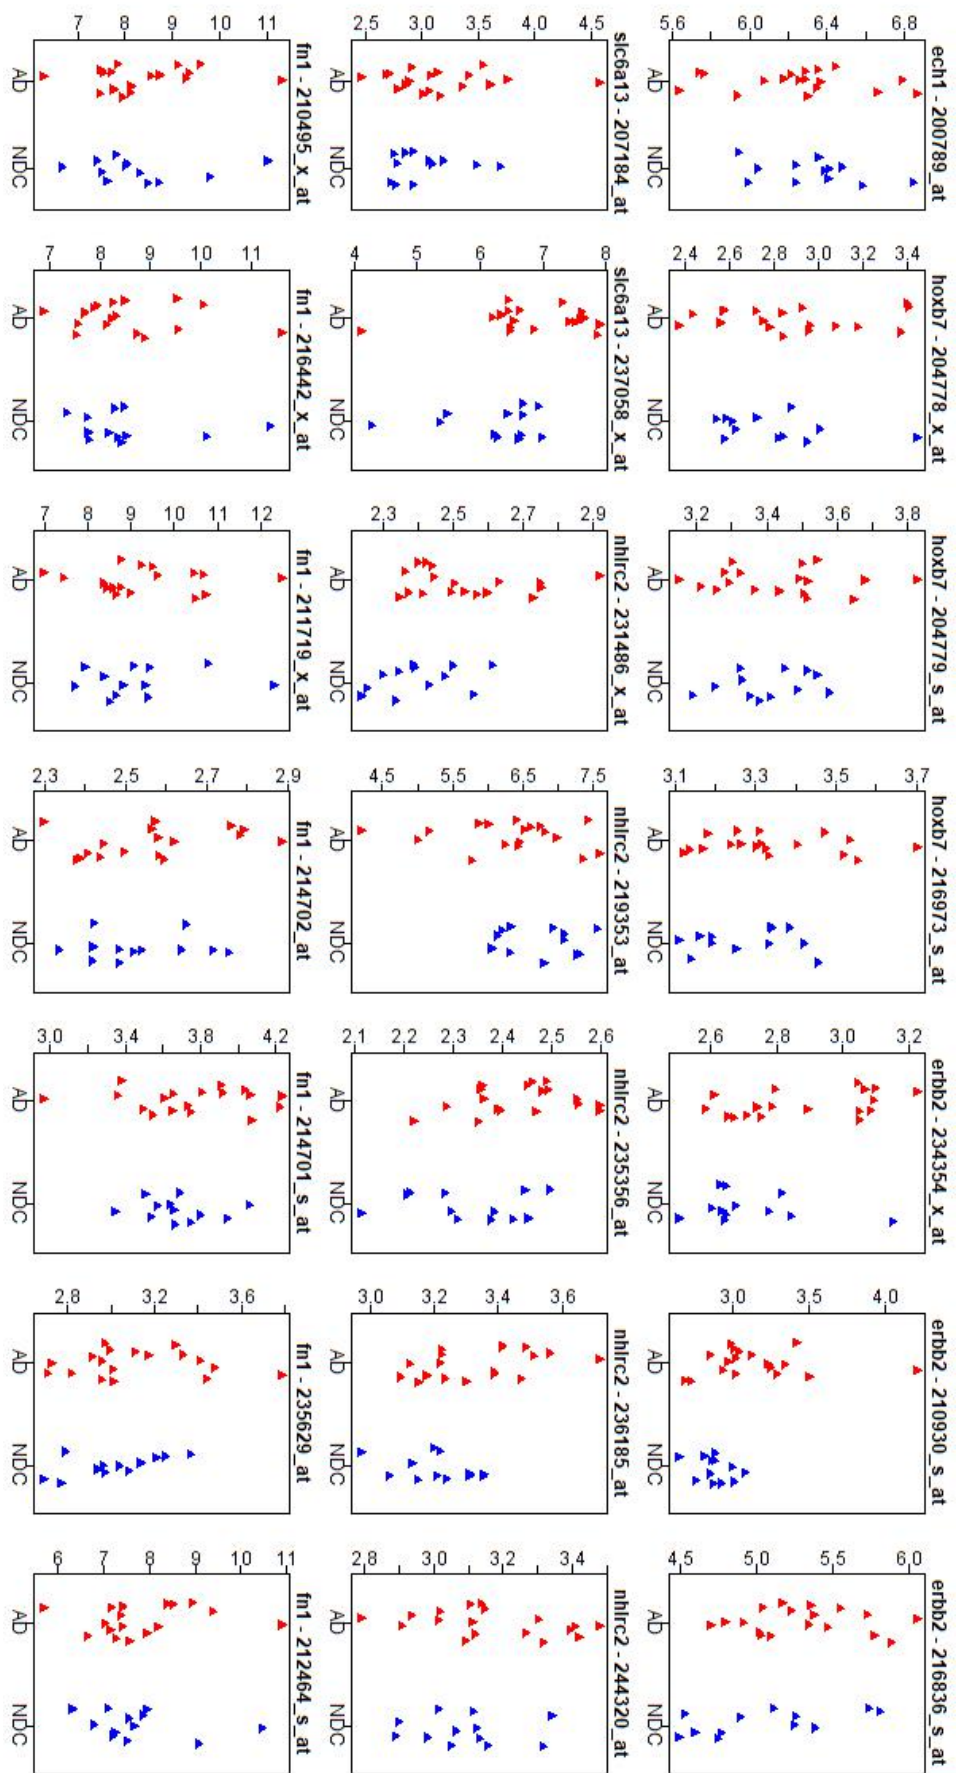 ech1 - 200789_at
5.6 6.0 6.4 6.8
AD NDC
hoxb7 - 204778_x_at
2.4 2.6 2.8 3.0 3.2 3.4
AD NDC
hoxb7 - 204779_s_at
3.2 3.4 3.6 3.8
AD NDC
hoxb7 - 216973_s_at
3.1 3.3 3.5 3.7
AD NDC
erbb2 - 234354_x_at
2.6 2.8 3.0 3.2
AD NDC
erbb2 - 210930_s_at
3.0 3.5 4.0
AD NDC
erbb2 - 216836_s_at
4.5 5.0 5.5 6.0
AD NDC
slc6a13 - 207184_at
2.5 3.0 3.5 4.0 4.5
AD NDC
slc6a13 - 237058_x_at
4 5 6 7 8
AD NDC
nhlrc2 - 231486_x_at
2.3 2.5 2.7 2.9
AD NDC
nhlrc2 - 219353_at
4.5 5.5 6.5 7.5
AD NDC
nhlrc2 - 235356_at
2.1 2.2 2.3 2.4 2.5 2.6
AD NDC
nhlrc2 - 236185_at
3.0 3.2 3.4 3.6
AD NDC
nhlrc2 - 244320_at
2.8 3.0 3.2 3.4
AD NDC
fn1 - 210495_x_at
7 8 9 10 11
AD NDC
fn1 - 216442_x_at
7 8 9 10 11
AD NDC
fn1 - 211719_x_at
7 8 9 10 11 12
AD NDC
fn1 - 214702_at
2.3 2.5 2.7 2.9
AD NDC
fn1 - 214701_s_at
3.0 3.4 3.8 4.2
AD NDC
fn1 - 235629_at
2.8 3.2 3.6
AD NDC
fn1 - 212464_s_at
6 7 8 9 10 11
AD NDC